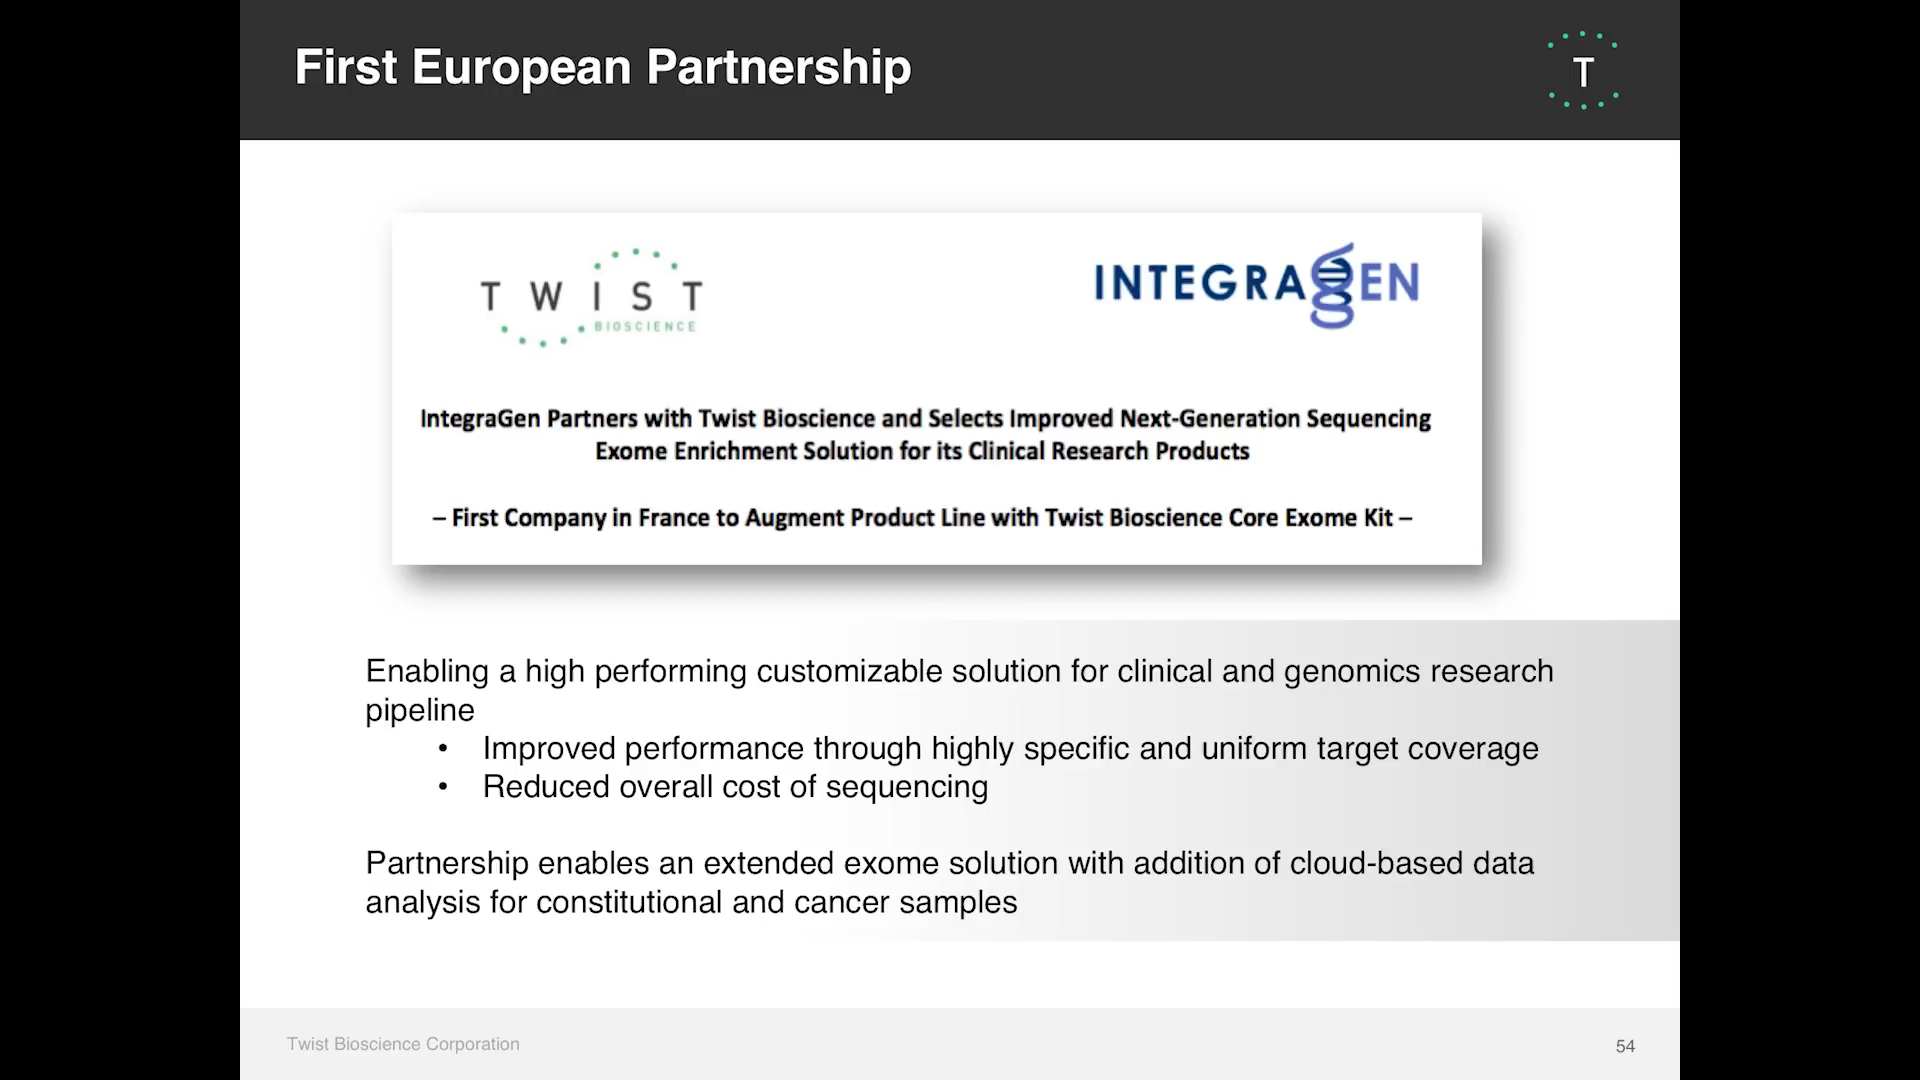 First European Partnership
T
T W I S T
BIOSCIENCE
INTEGRAGEN
IntegraGen Partners with Twist Bioscience and Selects Improved Next-Generation Sequencing
Exome Enrichment Solution for its Clinical Research Products
– First Company in France to Augment Product Line with Twist Bioscience Core Exome Kit –
Enabling a high performing customizable solution for clinical and genomics research
pipeline
• Improved performance through highly specific and uniform target coverage
• Reduced overall cost of sequencing
Partnership enables an extended exome solution with addition of cloud-based data
analysis for constitutional and cancer samples
Twist Bioscience Corporation
54